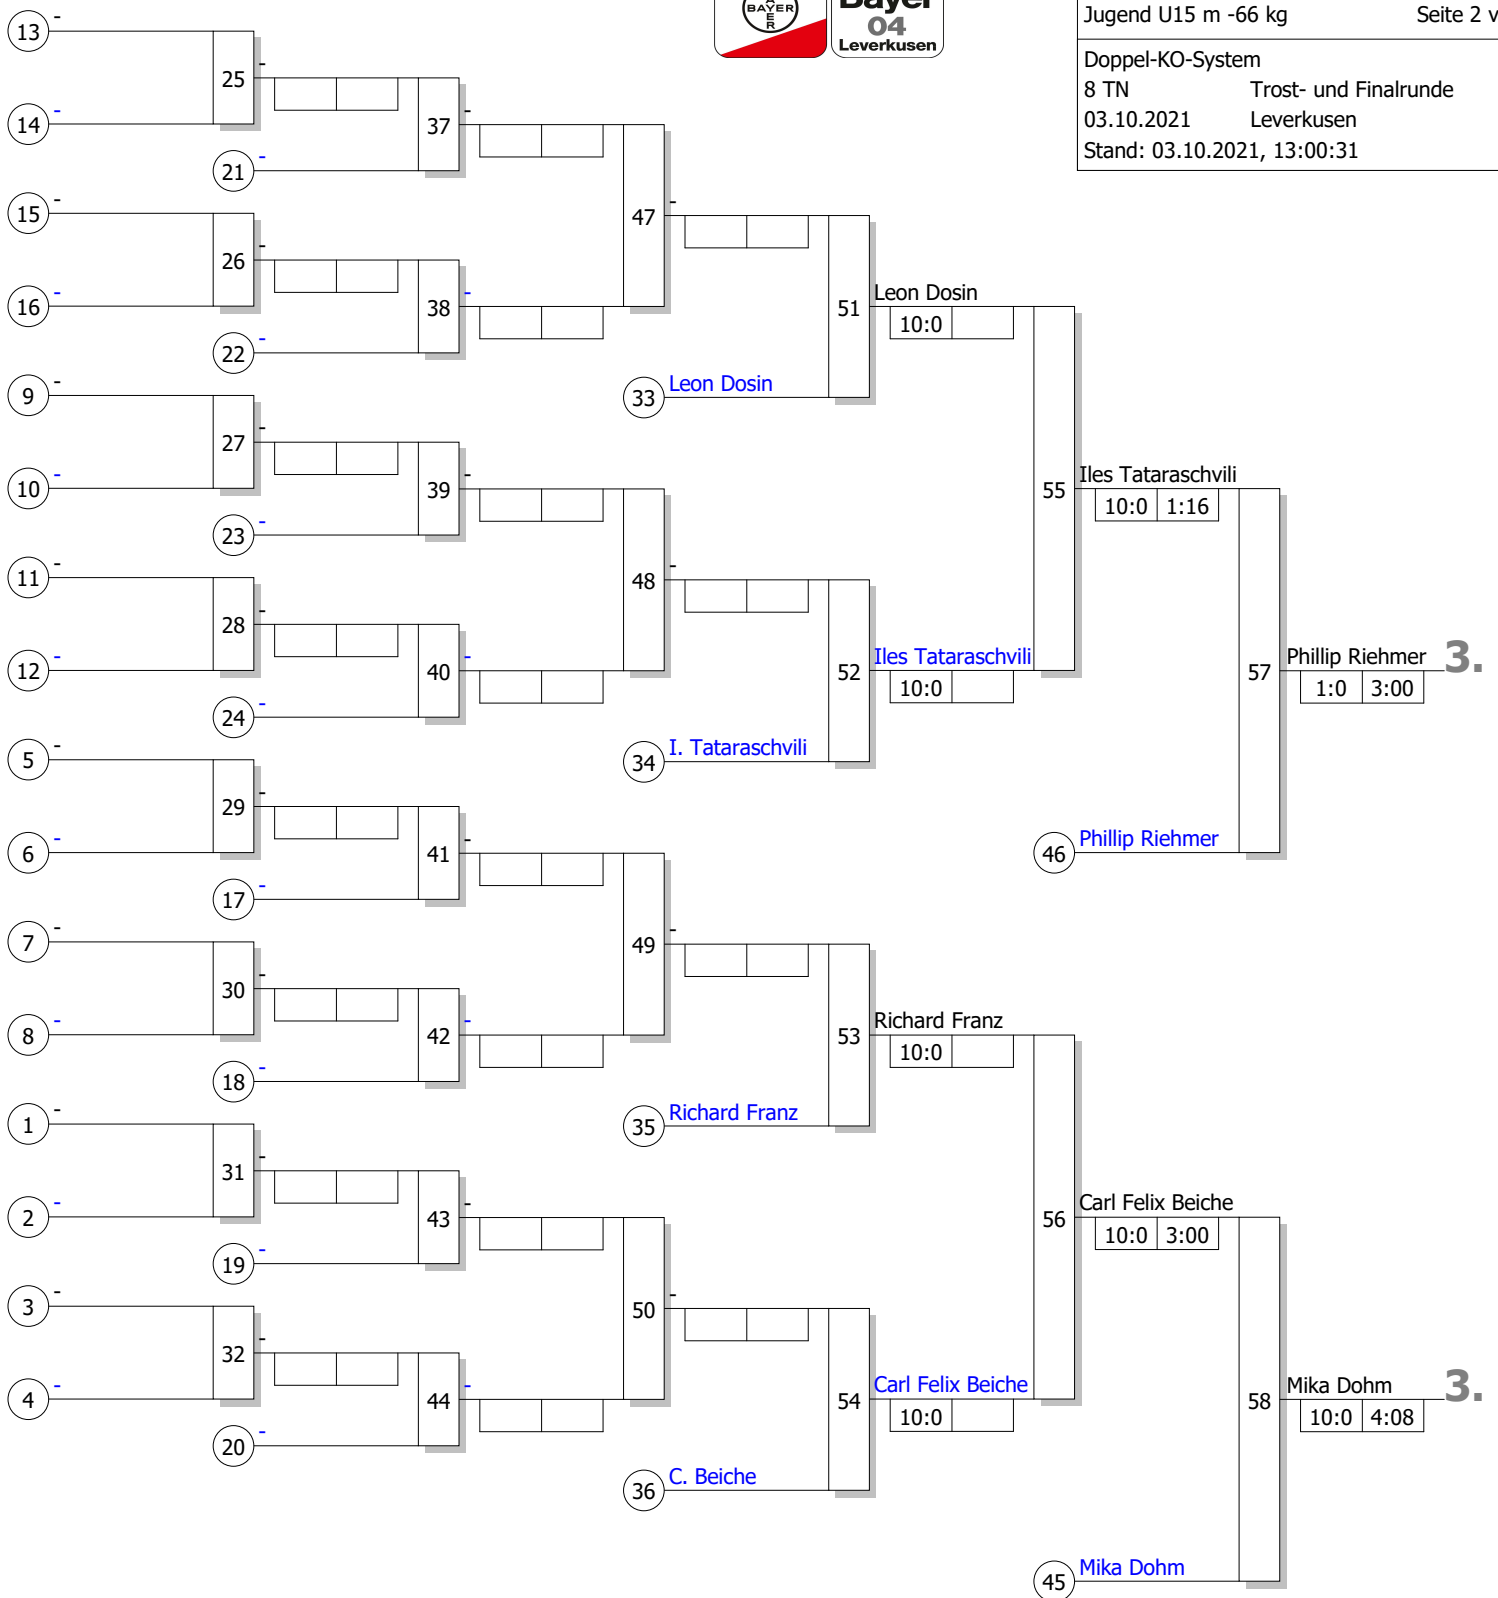 BAYER
E
R
Bayer
04
Leverkusen
Jugend U15 m -66 kg Seite 2 v
Doppel-KO-System
8 TN Trost- und Finalrunde
03.10.2021 Leverkusen
Stand: 03.10.2021, 13:00:31
13 -
25 -
14 -
37 -
21 -
15 -
47 -
26 -
16 -
38 -
51 Leon Dosin
10:0
22 -
9 -
33 Leon Dosin
27 -
10 -
39 -
55 Iles Tataraschvili
10:0 1:16
23 -
11 -
48 -
28 -
12 -
40 -
52 Iles Tataraschvili
10:0
57 Phillip Riehmer 3.
1:0 3:00
24 -
5 -
34 I. Tataraschvili
29 -
6 -
41 -
46 Phillip Riehmer
17 -
7 -
49 -
30 -
8 -
42 -
53 Richard Franz
10:0
18 -
1 -
35 Richard Franz
31 -
2 -
43 -
56 Carl Felix Beiche
10:0 3:00
19 -
3 -
50 -
32 -
4 -
44 -
54 Carl Felix Beiche
10:0
58 Mika Dohm 3.
10:0 4:08
20 -
36 C. Beiche
45 Mika Dohm